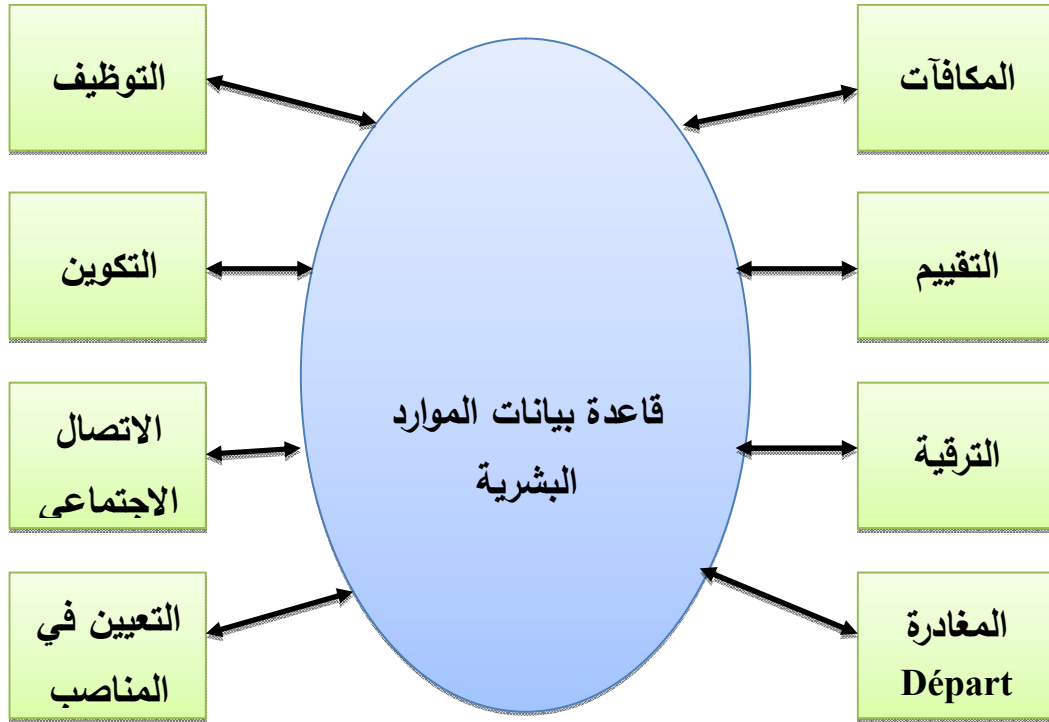 المكافآت
التوظيف
التقييم
التكوين
قاعدة بيانات الموارد
البشرية
الترقية
الاتصال
الاجتماعي
المغادرة
Départ
التعيين في
المناصب